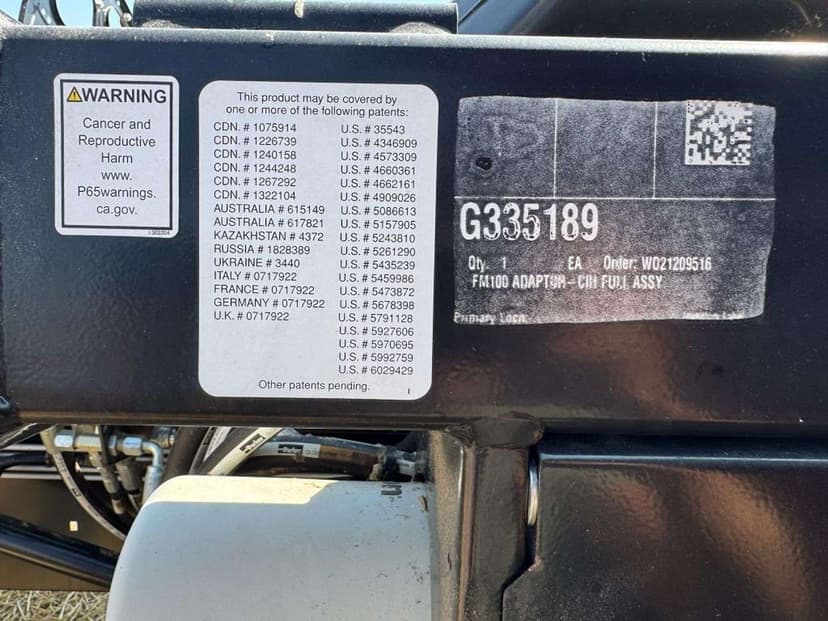 WARNING
Cancer and
Reproductive
Harm
www.
P65warnings.
ca.gov.
This product may be covered by
one or more of the following patents:
CDN. # 1075914
CDN. # 1226739
CDN. # 1240158
CDN. # 1244248
CDN. # 1267292
CDN. # 1322104
AUSTRALIA # 615149
AUSTRALIA # 617821
KAZAKHSTAN # 4372
RUSSIA # 1828389
UKRAINE # 3440
ITALY # 0717922
FRANCE # 0717922
GERMANY # 0717922
U.K. # 0717922
U.S. # 35543
U.S. # 4346909
U.S. # 4573309
U.S. # 4660361
U.S. # 4662161
U.S. # 4909026
U.S. # 5086613
U.S. # 5157905
U.S. # 5243810
U.S. # 5261290
U.S. # 5435239
U.S. # 5459986
U.S. # 5473872
U.S. # 5678398
U.S. # 5791128
U.S. # 5927606
U.S. # 5970695
U.S. # 5992759
U.S. # 6029429
Other patents pending.
G335189
Qty. 1 EA Order: WO21209516
FM100 ADAPTOR - CIH FULL ASSY
Primary Locn:
Parker